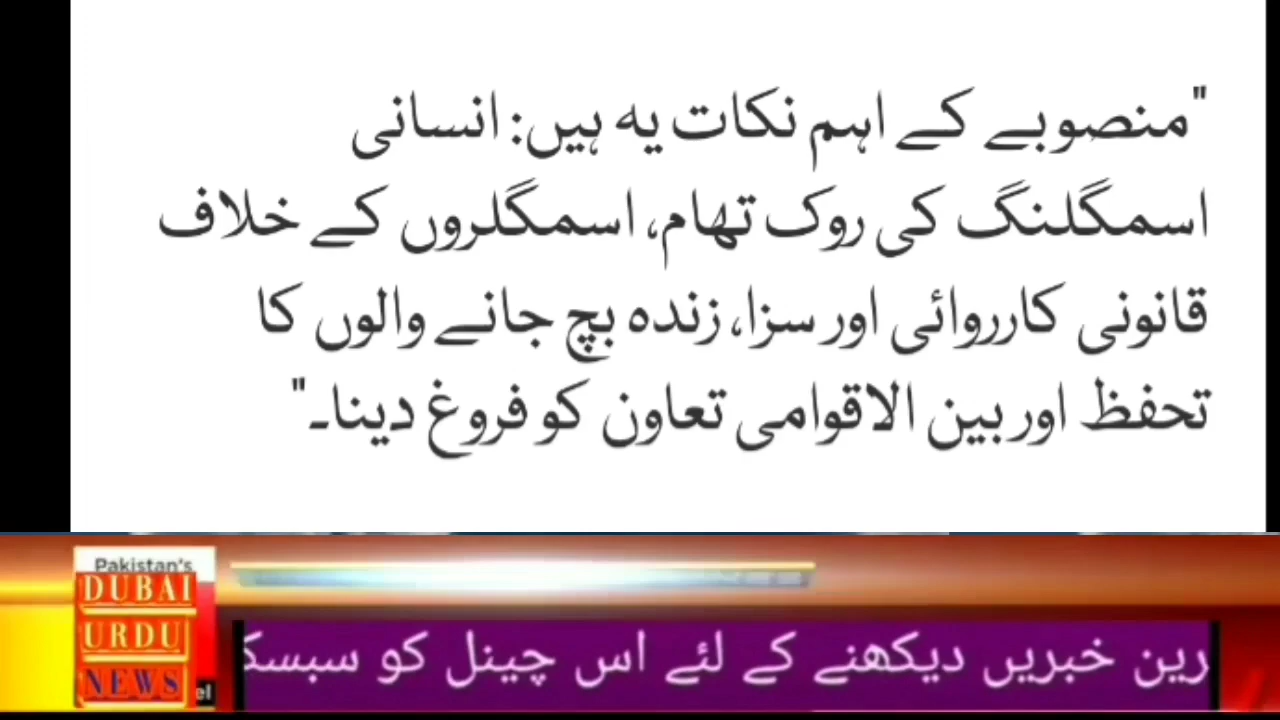 "منصوبے کے اہم نکات یہ ہیں: انسانی
اسمگلنگ کی روک تھام، اسمگلروں کے خلاف
قانونی کارروائی اور سزا، زندہ بچ جانے والوں کا
تحفظ اور بین الاقوامی تعاون کو فروغ دینا۔"
Pakistan's
DUBAI
URDU
NEWS
el
رین خبریں دیکھنے کے لئے اس چینل کو سبسک